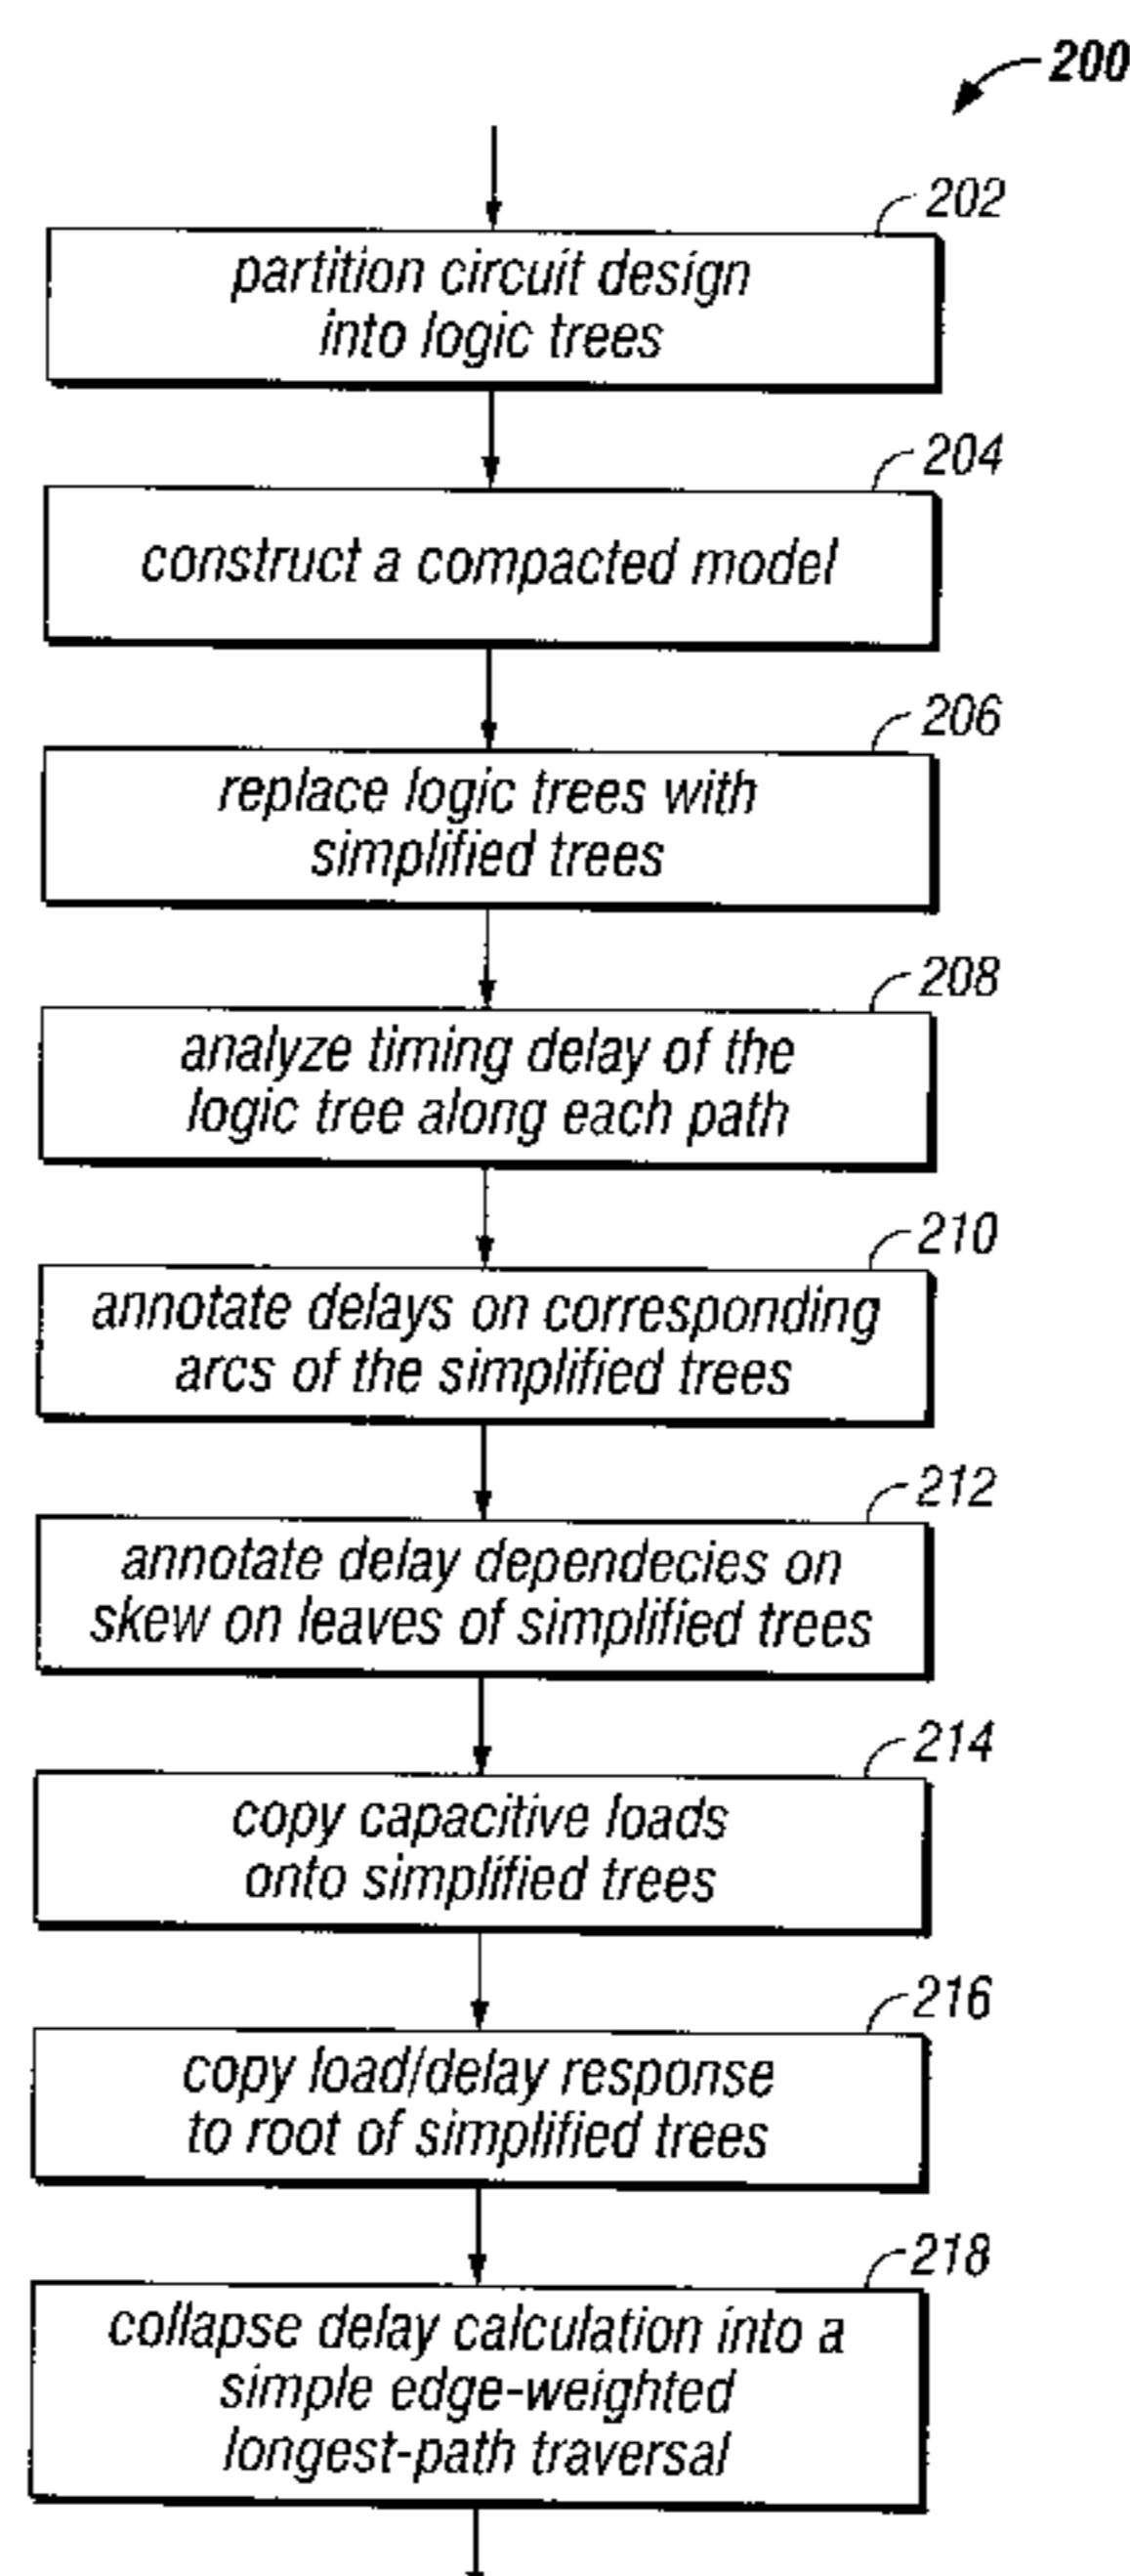 200
202
partition circuit design
into logic trees
204
construct a compacted model
206
replace logic trees with
simplified trees
208
analyze timing delay of the
logic tree along each path
210
annotate delays on corresponding
arcs of the simplified trees
212
annotate delay dependecies on
skew on leaves of simplified trees
214
copy capacitive loads
onto simplified trees
216
copy load/delay response
to root of simplified trees
218
collapse delay calculation into a
simple edge-weighted
longest-path traversal